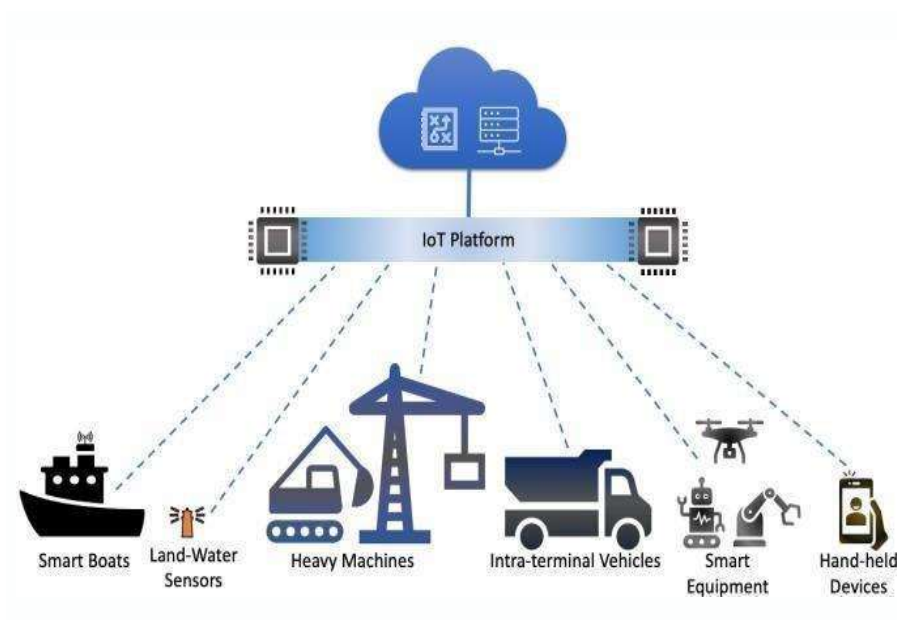 IoT Platform
Smart Boats
Land-Water
Sensors
Heavy Machines
Intra-terminal Vehicles
Smart
Equipment
Hand-held
Devices